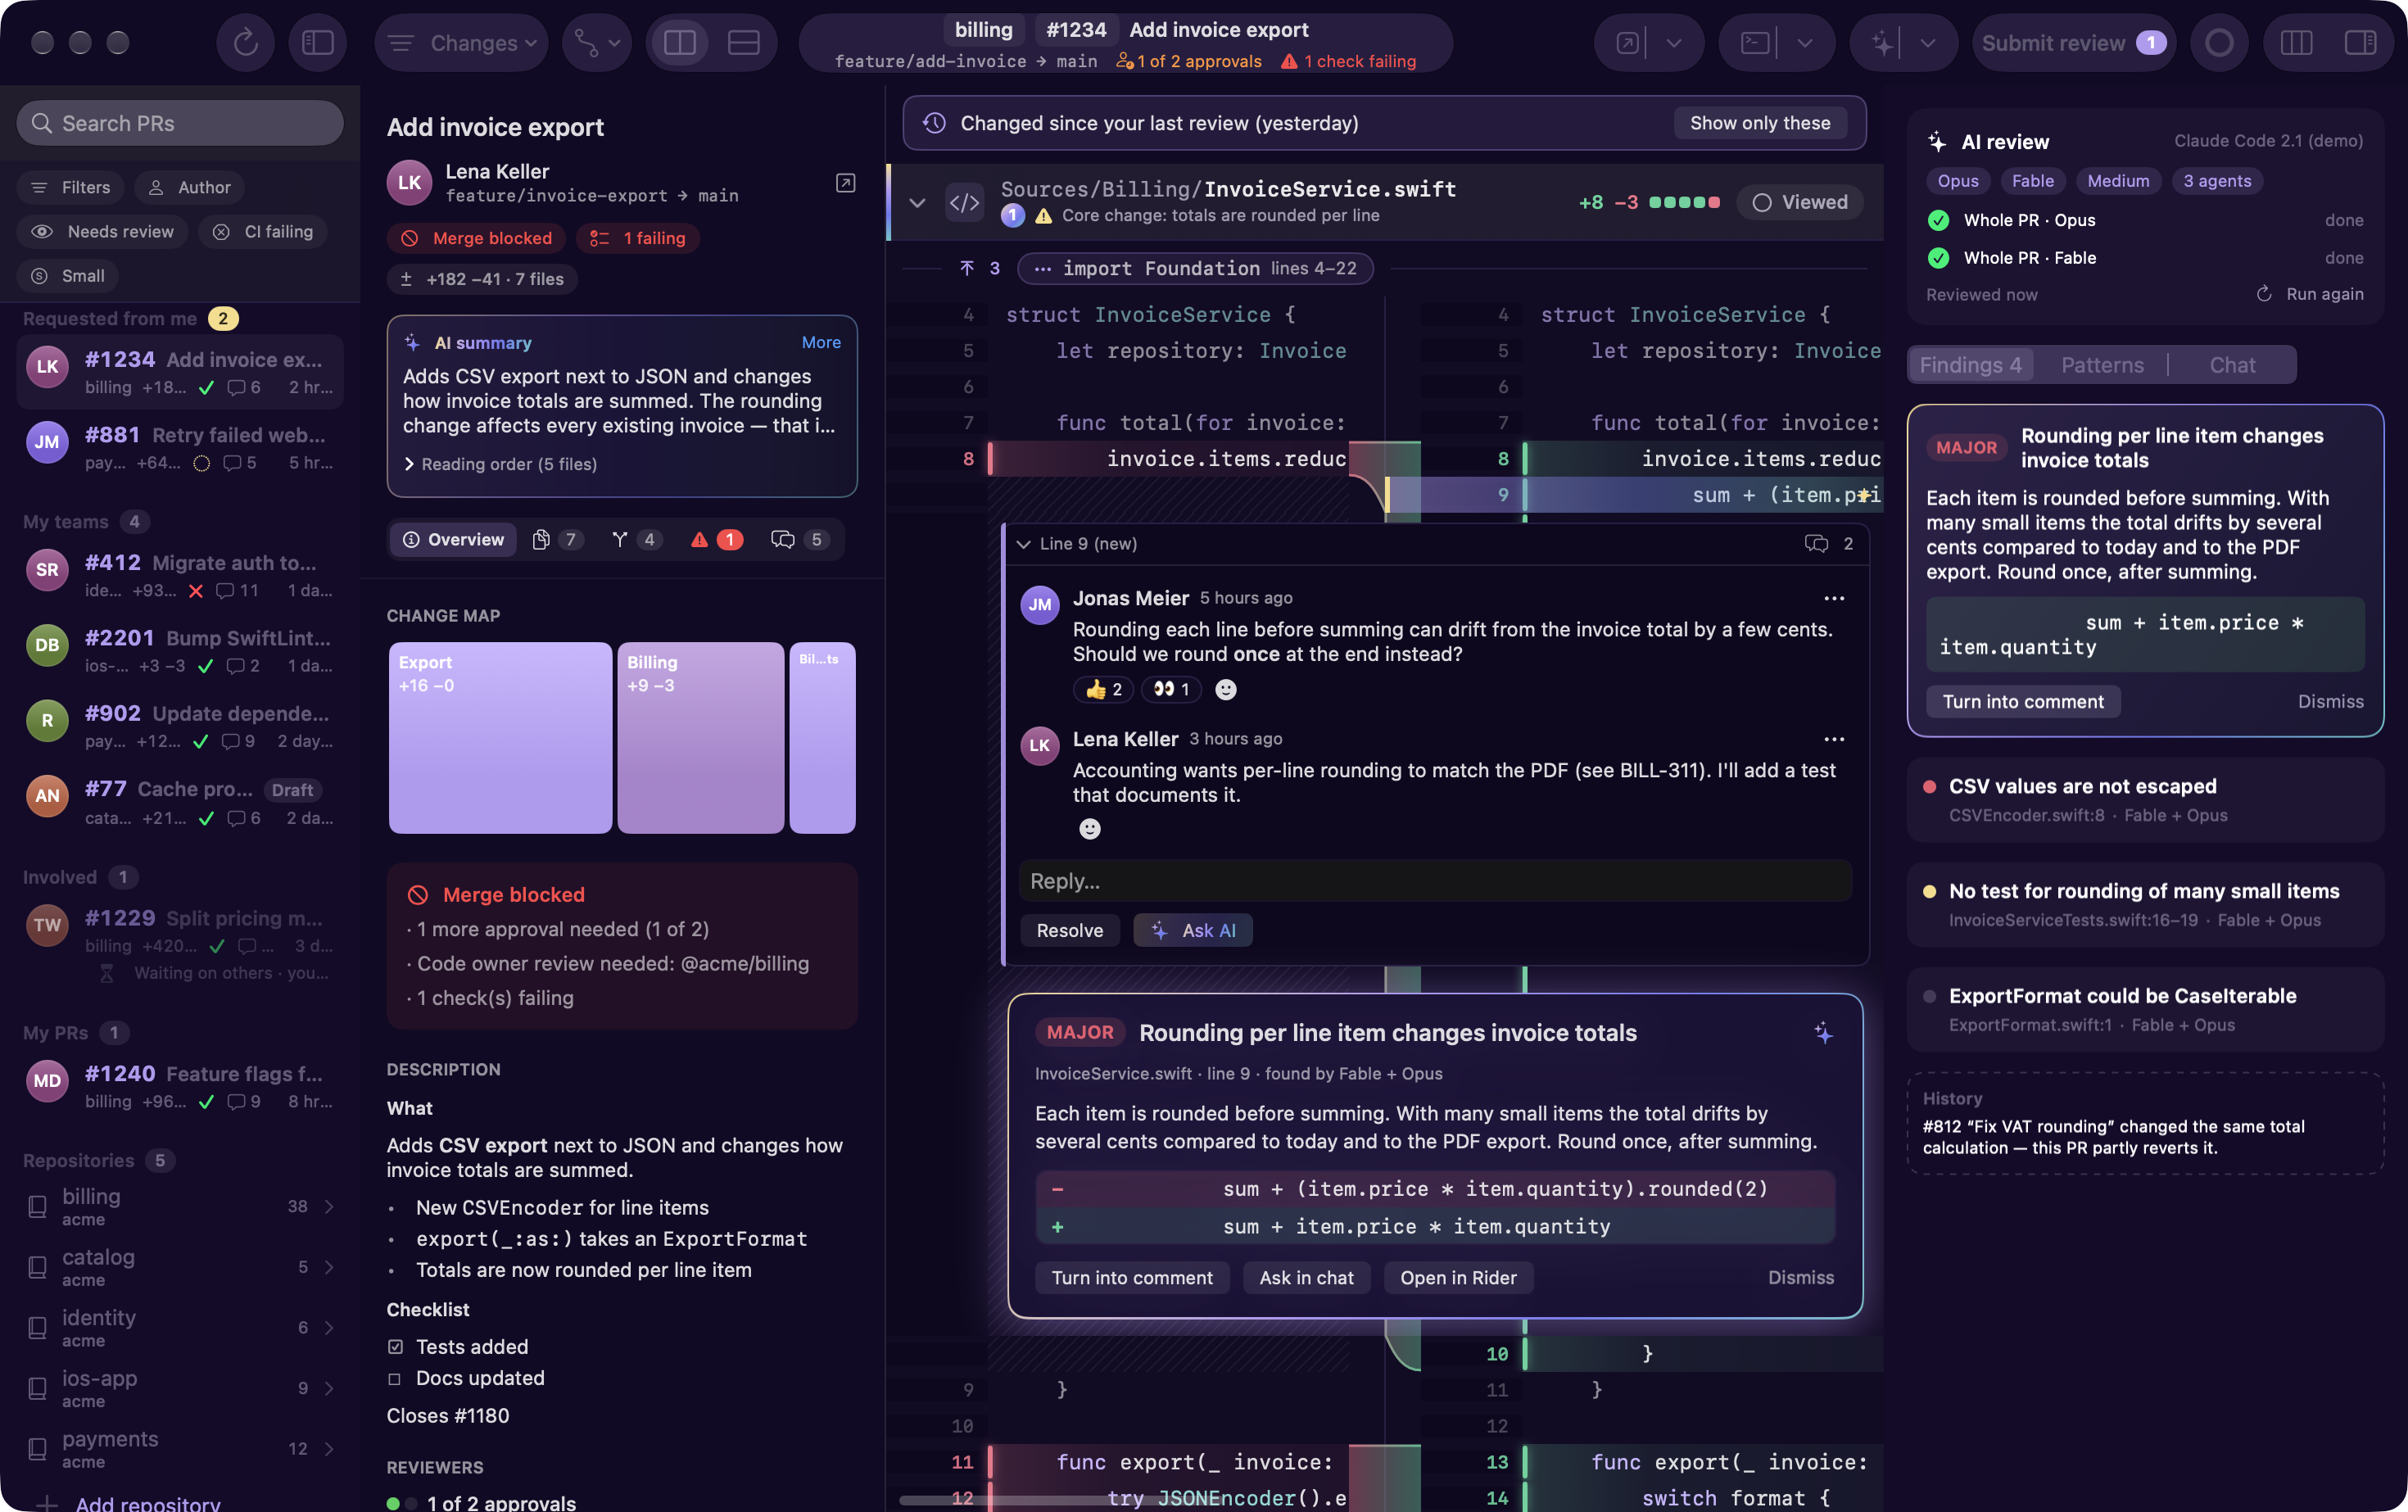 Changes
billing #1234 Add invoice export
feature/add-invoice → main 1 of 2 approvals 1 check failing
Submit review 1
Search PRs
Filters Author
Needs review CI failing
Small
Requested from me 2
LK #1234 Add invoice ex...
billing +18... 6 2 hr...
JM #881 Retry failed web...
pay... +64... 5 5 hr...
My teams 4
SR #412 Migrate auth to...
ide... +93... 11 1 da...
DB #2201 Bump SwiftLint...
ios-... +3 −3 2 1 da...
R #902 Update depende...
pay... +12... 9 2 day...
AN #77 Cache pro... Draft
cata... +21... 6 2 da...
Involved 1
TW #1229 Split pricing m...
billing +420... ... 3 d...
Waiting on others · you...
My PRs 1
MD #1240 Feature flags f...
billing +96... 9 8 hr...
Repositories 5
billing 38
acme
catalog 5
acme
identity 6
acme
ios-app 9
acme
payments 12
acme
Add repository
Add invoice export
LK Lena Keller
feature/invoice-export → main
Merge blocked 1 failing
+182 −41 · 7 files
AI summary More
Adds CSV export next to JSON and changes
how invoice totals are summed. The rounding
change affects every existing invoice — that i...
Reading order (5 files)
Overview 7 4 1 5
CHANGE MAP
Export
+16 −0
Billing
+9 −3
Bil...ts
Merge blocked
· 1 more approval needed (1 of 2)
· Code owner review needed: @acme/billing
· 1 check(s) failing
DESCRIPTION
What
Adds CSV export next to JSON and changes how
invoice totals are summed.
• New CSVEncoder for line items
• export(_:as:) takes an ExportFormat
• Totals are now rounded per line item
Checklist
Tests added
Docs updated
Closes #1180
REVIEWERS
1 of 2 approvals
Changed since your last review (yesterday) Show only these
Sources/Billing/InvoiceService.swift
1 Core change: totals are rounded per line
+8 −3 Viewed
3 ··· import Foundation lines 4–22
4 struct InvoiceService { 4 struct InvoiceService {
5 let repository: Invoice 5 let repository: Invoice
6 6
7 func total(for invoice: 7 func total(for invoice:
8 invoice.items.reduc 8 invoice.items.reduc
9 sum + (item.pri
Line 9 (new) 2
JM Jonas Meier 5 hours ago
Rounding each line before summing can drift from the invoice total by a few cents.
Should we round once at the end instead?
👍 2 👀 1
LK Lena Keller 3 hours ago
Accounting wants per-line rounding to match the PDF (see BILL-311). I'll add a test
that documents it.
Reply...
Resolve Ask AI
MAJOR Rounding per line item changes invoice totals
InvoiceService.swift · line 9 · found by Fable + Opus
Each item is rounded before summing. With many small items the total drifts by
several cents compared to today and to the PDF export. Round once, after summing.
− sum + (item.price * item.quantity).rounded(2)
+ sum + item.price * item.quantity
Turn into comment Ask in chat Open in Rider Dismiss
10 }
9 } 11 }
10 12
11 func export(_ invoice: 13 func export(_ invoice:
12 try JSONEncoder().e 14 switch format {
AI review Claude Code 2.1 (demo)
Opus Fable Medium 3 agents
Whole PR · Opus done
Whole PR · Fable done
Reviewed now Run again
Findings 4 Patterns Chat
MAJOR Rounding per line item changes
invoice totals
Each item is rounded before summing. With
many small items the total drifts by several
cents compared to today and to the PDF
export. Round once, after summing.
sum + item.price *
item.quantity
Turn into comment Dismiss
CSV values are not escaped
CSVEncoder.swift:8 · Fable + Opus
No test for rounding of many small items
InvoiceServiceTests.swift:16–19 · Fable + Opus
ExportFormat could be CaseIterable
ExportFormat.swift:1 · Fable + Opus
History
#812 “Fix VAT rounding” changed the same total
calculation — this PR partly reverts it.